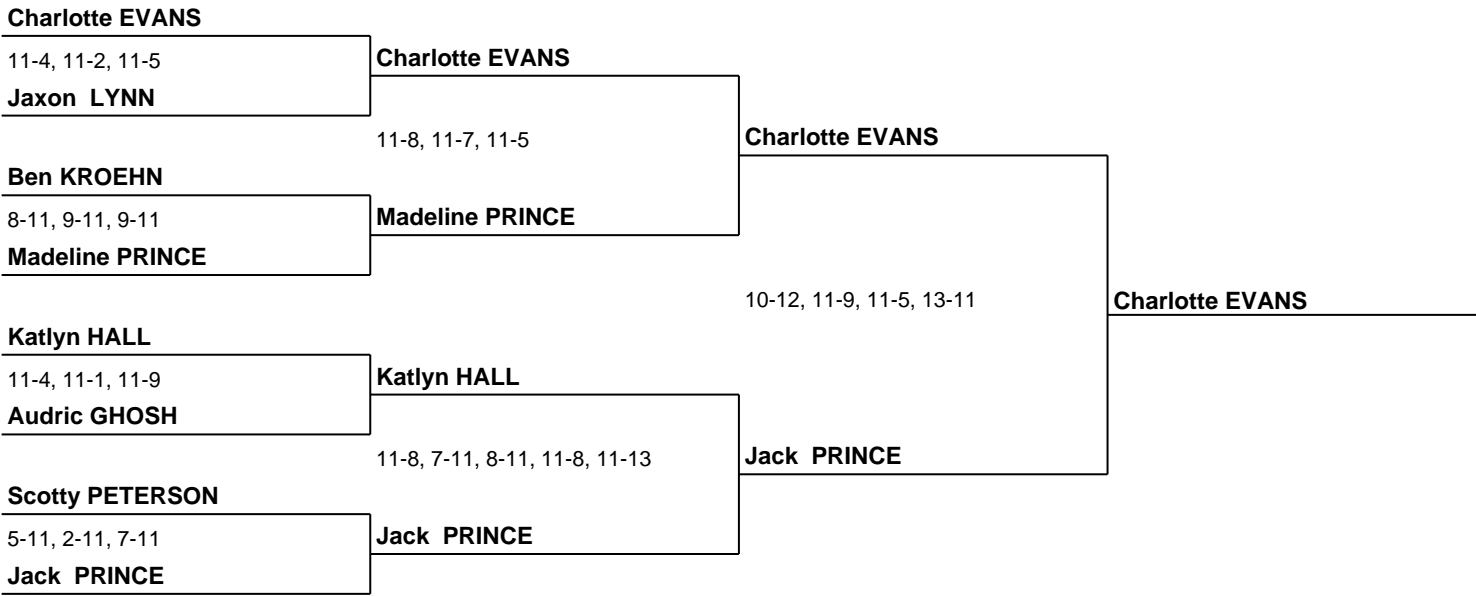 Charlotte EVANS
11-4, 11-2, 11-5
Charlotte EVANS
Jaxon  LYNN
11-8, 11-7, 11-5
Charlotte EVANS
Ben KROEHN
8-11, 9-11, 9-11
Madeline PRINCE
Madeline PRINCE
10-12, 11-9, 11-5, 13-11
Charlotte EVANS
Katlyn HALL
11-4, 11-1, 11-9
Katlyn HALL
Audric GHOSH
11-8, 7-11, 8-11, 11-8, 11-13
Jack  PRINCE
Scotty PETERSON
5-11, 2-11, 7-11
Jack  PRINCE
Jack  PRINCE